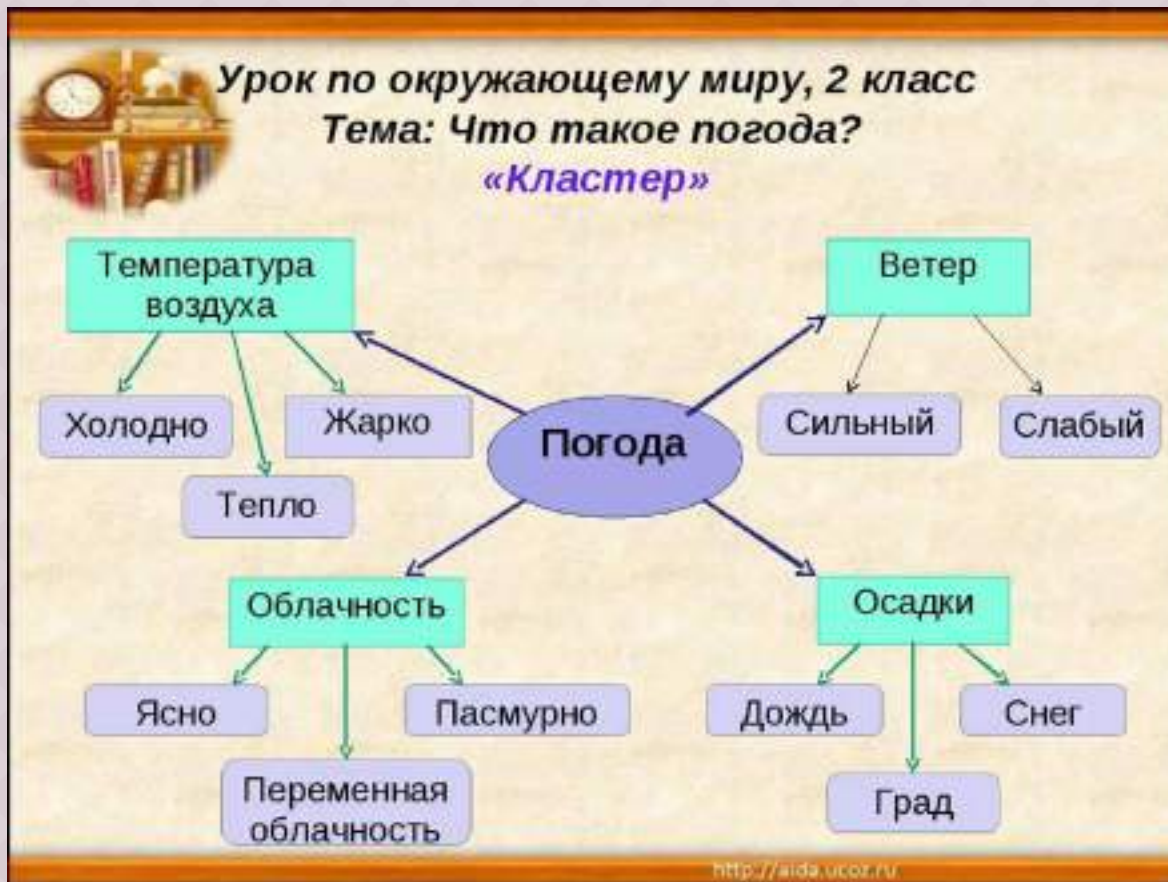 Урок по окружающему миру, 2 класс
Тема: Что такое погода?
«Кластер»
Температура
воздуха
Ветер
Холодно
Жарко
Тепло
Погода
Сильный
Слабый
Облачность
Осадки
Ясно
Пасмурно
Переменная
облачность
Дождь
Снег
Град
http://aida.ucoz.ru